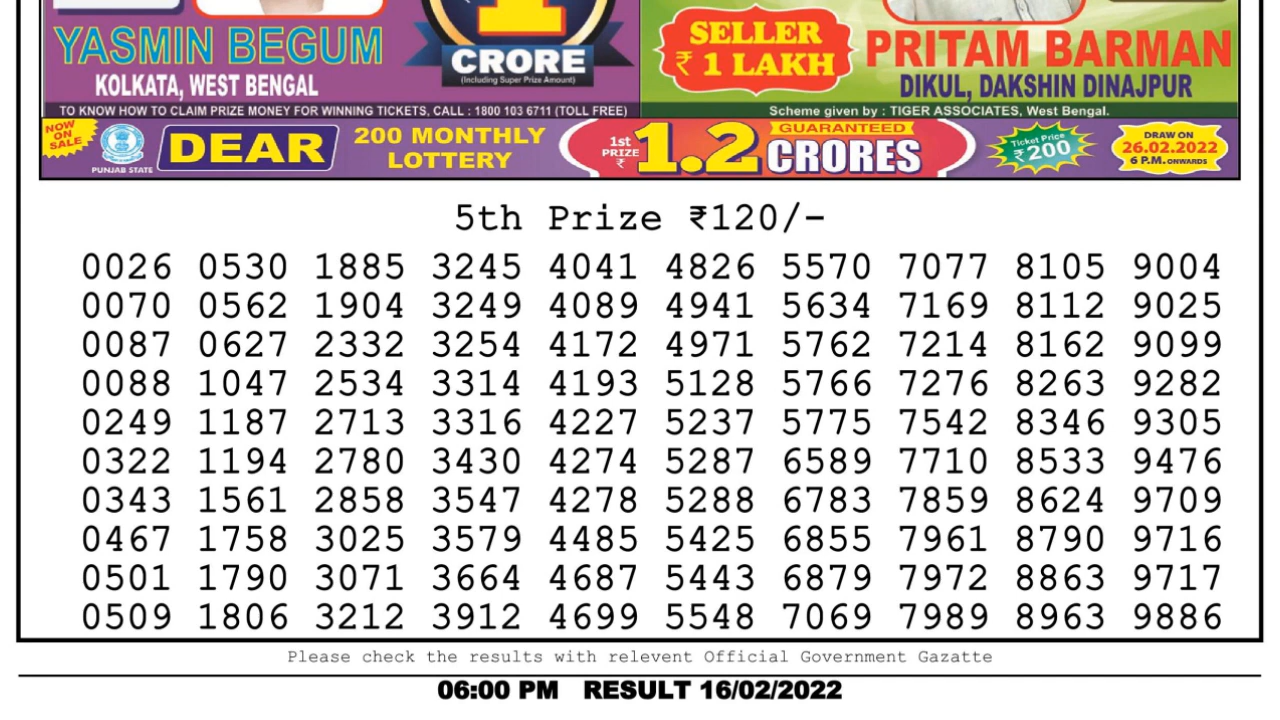 1
YASMIN BEGUM
KOLKATA, WEST BENGAL
CRORE
(Including Super Prize Amount)
SELLER
₹ 1 LAKH
PRITAM BARMAN
DIKUL, DAKSHIN DINAJPUR
TO KNOW HOW TO CLAIM PRIZE MONEY FOR WINNING TICKETS, CALL : 1800 103 6711 (TOLL FREE)
Scheme given by : TIGER ASSOCIATES, West Bengal.
NOW
ON
SALE
PUNJAB STATE
DEAR
200 MONTHLY
LOTTERY
1st
PRIZE
₹
1.2
GUARANTEED
CRORES
Ticket Price
₹200
DRAW ON
26.02.2022
6 P.M. ONWARDS
5th Prize ₹120/-
0026 0530 1885 3245 4041 4826 5570 7077 8105 9004
0070 0562 1904 3249 4089 4941 5634 7169 8112 9025
0087 0627 2332 3254 4172 4971 5762 7214 8162 9099
0088 1047 2534 3314 4193 5128 5766 7276 8263 9282
0249 1187 2713 3316 4227 5237 5775 7542 8346 9305
0322 1194 2780 3430 4274 5287 6589 7710 8533 9476
0343 1561 2858 3547 4278 5288 6783 7859 8624 9709
0467 1758 3025 3579 4485 5425 6855 7961 8790 9716
0501 1790 3071 3664 4687 5443 6879 7972 8863 9717
0509 1806 3212 3912 4699 5548 7069 7989 8963 9886
Please check the results with relevent Official Government Gazatte
06:00 PM RESULT 16/02/2022